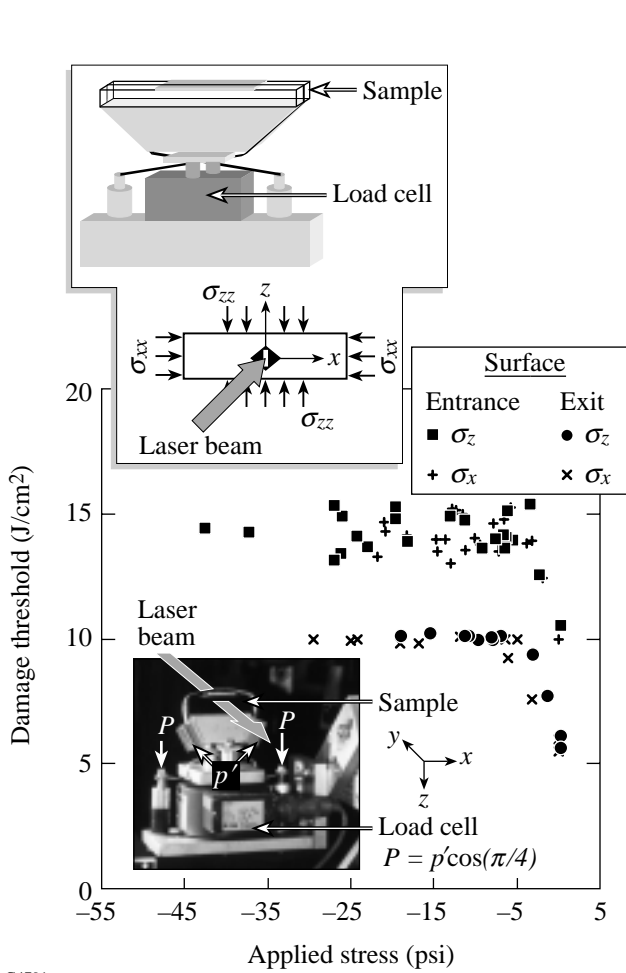 Sample
Load cell
σzz
z
σxx
x
σxx
σzz
Laser beam
Surface
Entrance Exit
σz σz
σx σx
20
15
10
5
0
Damage threshold (J/cm²)
Laser
beam
Sample
P
P
p′
y
x
z
Load cell
P = p′cos(π/4)
–55 –45 –35 –25 –15 –5 5
Applied stress (psi)